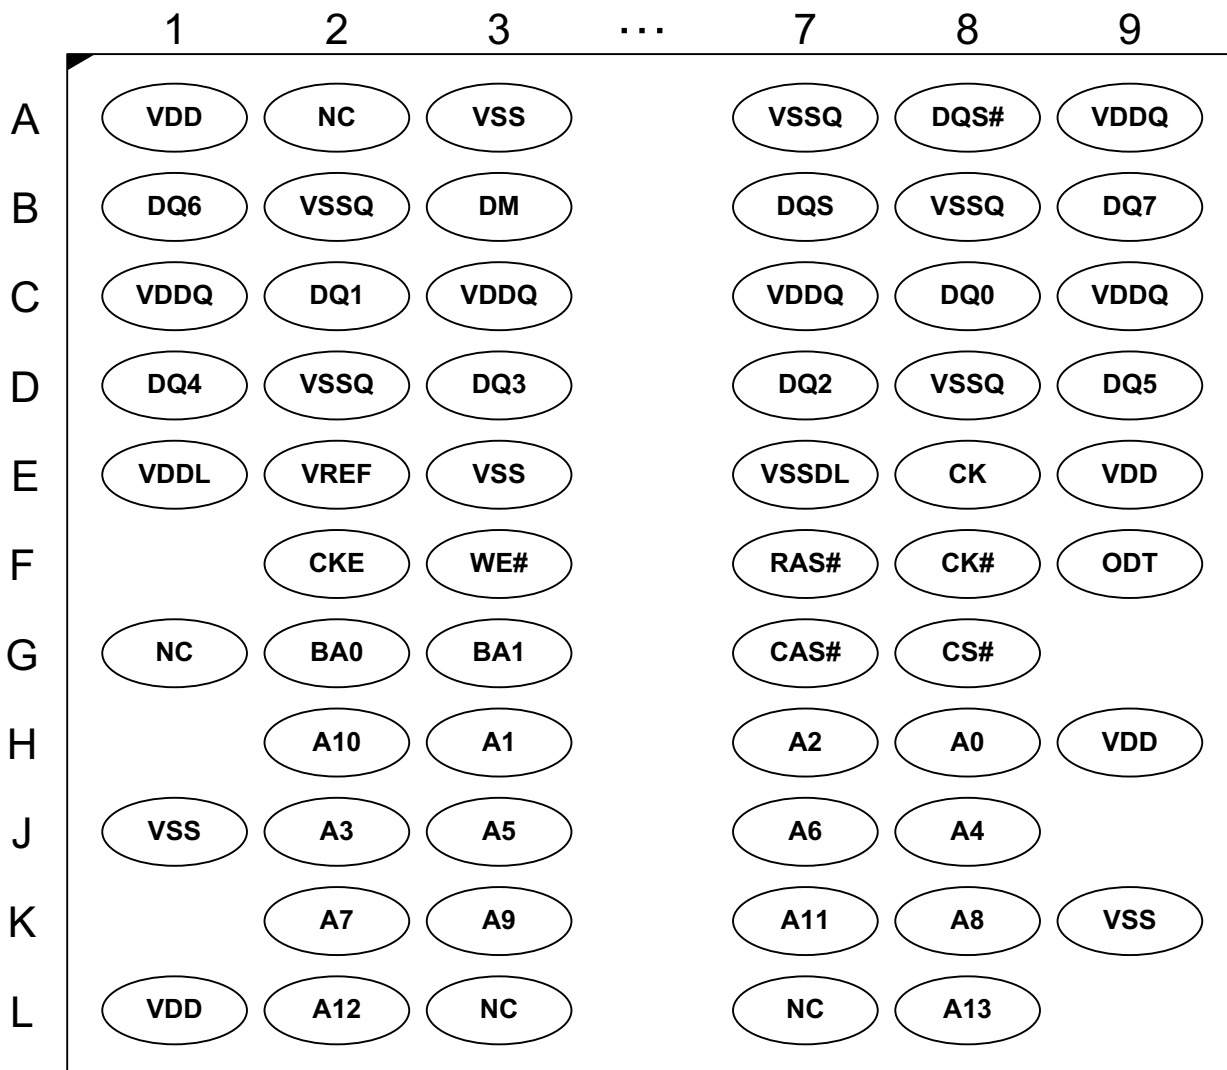 1 2 3 ... 7 8 9
A VDD NC VSS VSSQ DQS# VDDQ
B DQ6 VSSQ DM DQS VSSQ DQ7
C VDDQ DQ1 VDDQ VDDQ DQ0 VDDQ
D DQ4 VSSQ DQ3 DQ2 VSSQ DQ5
E VDDL VREF VSS VSSDL CK VDD
F CKE WE# RAS# CK# ODT
G NC BA0 BA1 CAS# CS#
H A10 A1 A2 A0 VDD
J VSS A3 A5 A6 A4
K A7 A9 A11 A8 VSS
L VDD A12 NC NC A13